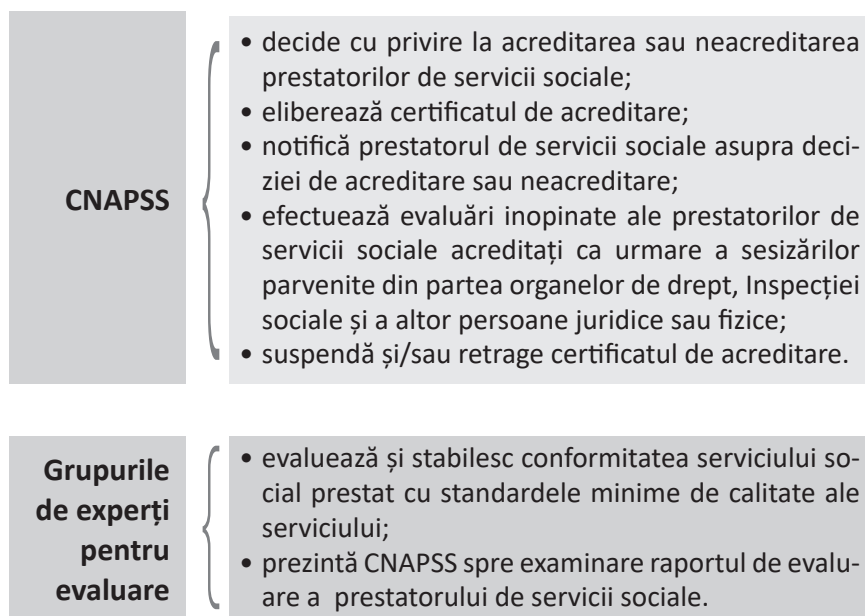 CNAPSS
• decide cu privire la acreditarea sau neacreditarea
prestatorilor de servicii sociale;
• eliberează certificatul de acreditare;
• notifică prestatorul de servicii sociale asupra deci-
ziei de acreditare sau neacreditare;
• efectuează evaluări inopinate ale prestatorilor de
servicii sociale acreditați ca urmare a sesizărilor
parvenite din partea organelor de drept, Inspecției
sociale și a altor persoane juridice sau fizice;
• suspendă și/sau retrage certificatul de acreditare.
Grupurile
de experți
pentru
evaluare
• evaluează și stabilesc conformitatea serviciului so-
cial prestat cu standardele minime de calitate ale
serviciului;
• prezintă CNAPSS spre examinare raportul de evalu-
are a prestatorului de servicii sociale.